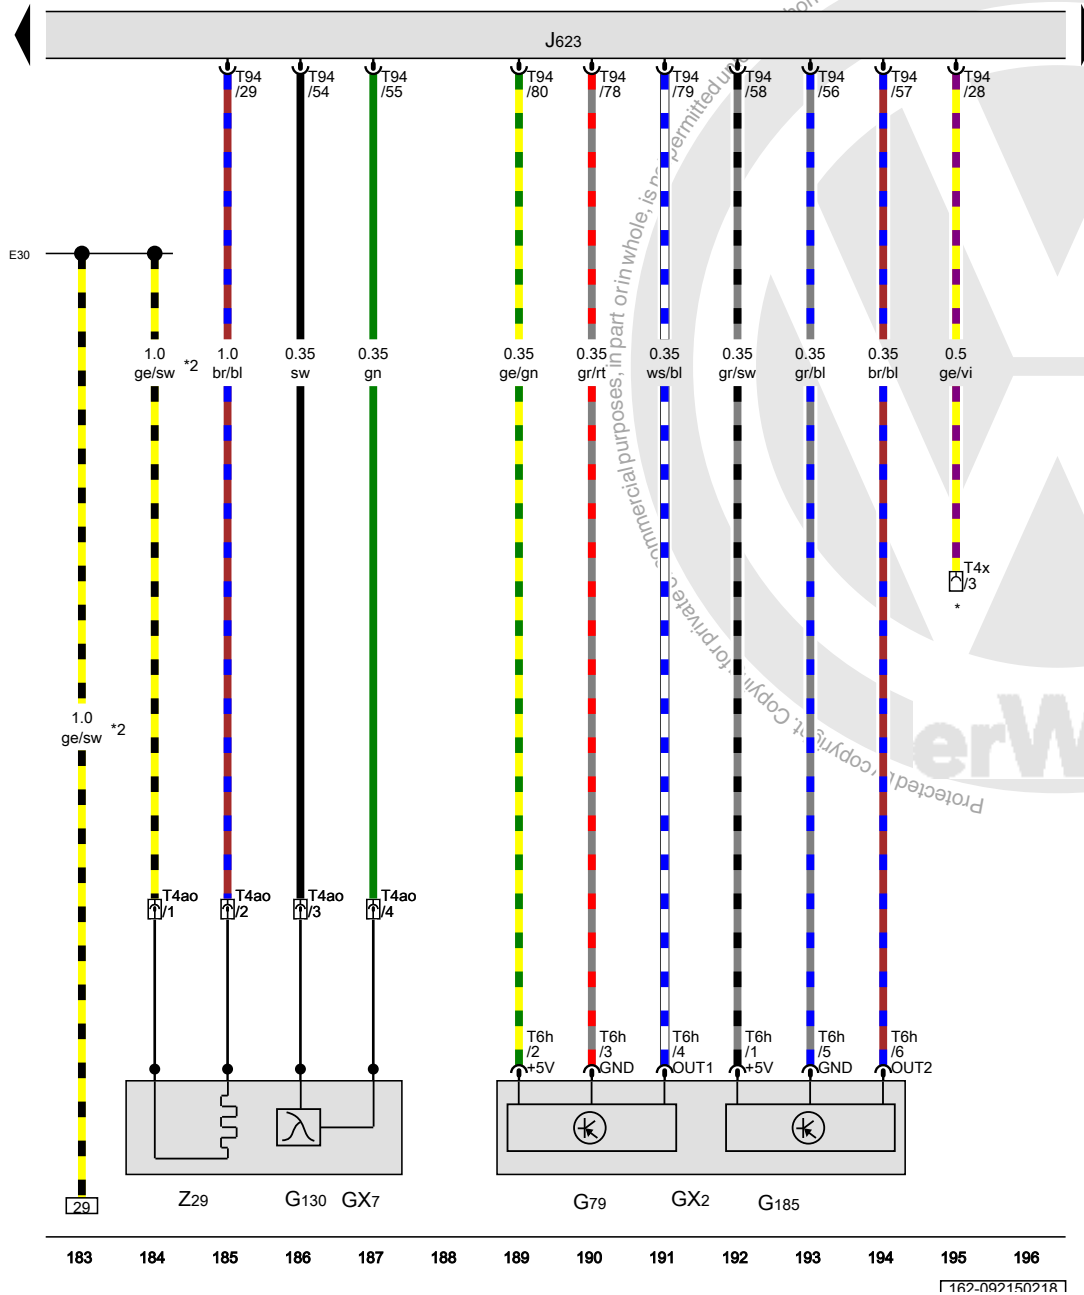 J623
T94 /29
T94 /54
T94 /55
T94 /80
T94 /78
T94 /79
T94 /58
T94 /56
T94 /57
T94 /28
E30
1.0 ge/sw *2
1.0 br/bl
0.35 sw
0.35 gn
0.35 ge/gn
0.35 gr/rt
0.35 ws/bl
0.35 gr/sw
0.35 gr/bl
0.35 br/bl
0.5 ge/vi
T4x /3
*
1.0 ge/sw *2
T4ao /1
T4ao /2
T4ao /3
T4ao /4
T6h /2 +5V
T6h /3 GND
T6h /4 OUT1
T6h /1 +5V
T6h /5 GND
T6h /6 OUT2
29
Z29
G130
GX7
G79
GX2
G185
183 184 185 186 187 188 189 190 191 192 193 194 195 196
162-092150218
erW
commercial purposes, in part or in whole, is
permitted
for private
Copyright.
copyright
Protected